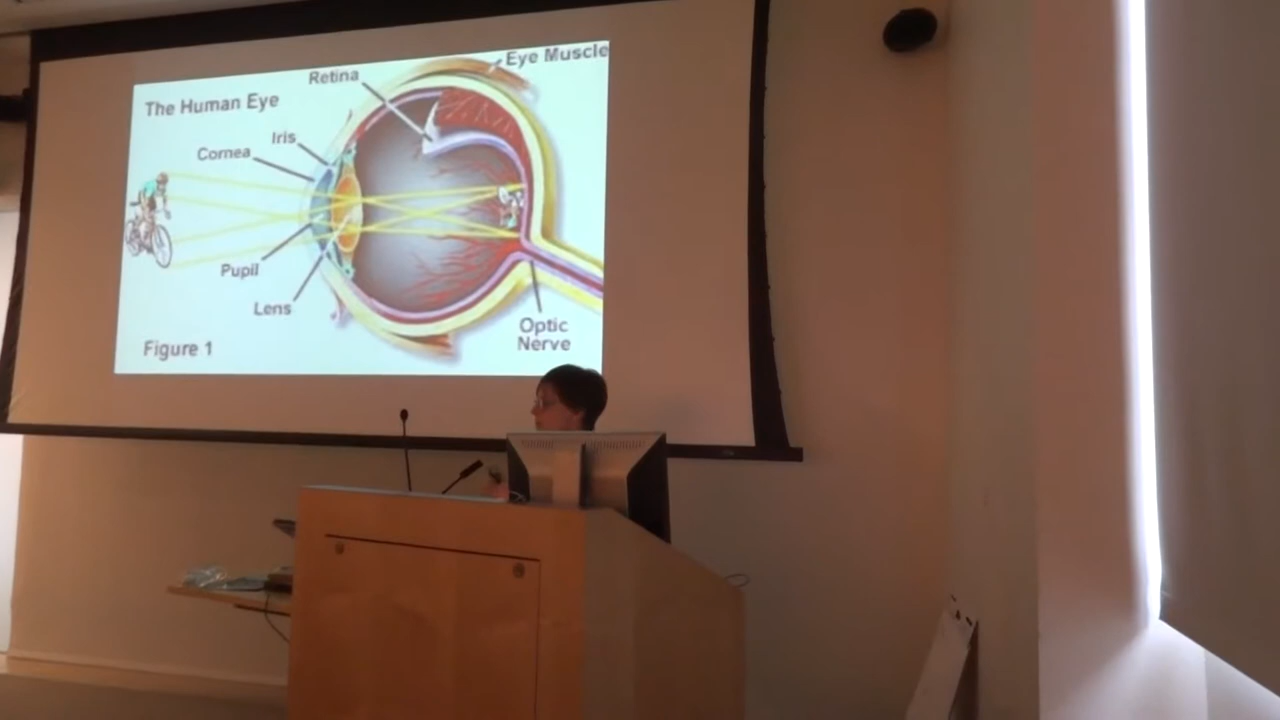 Eye Muscle
Retina
The Human Eye
Iris
Cornea
Pupil
Lens
Optic
Nerve
Figure 1